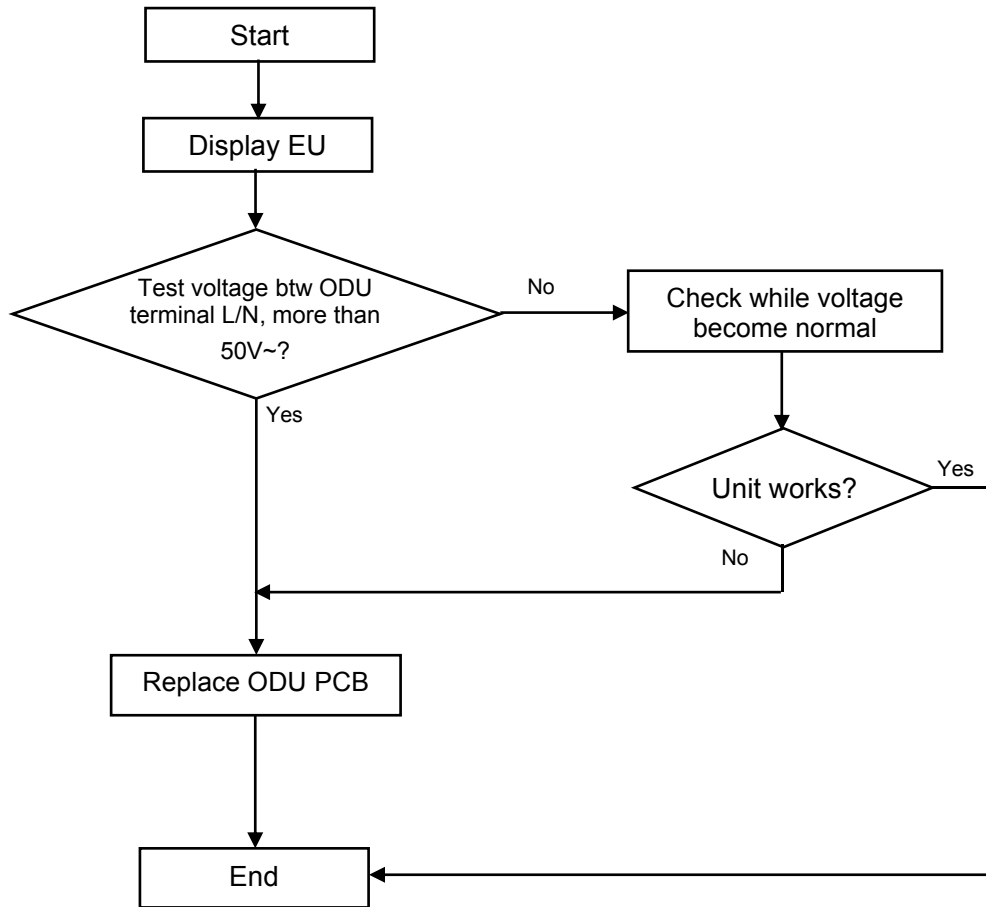 Start
Display EU
Test voltage btw ODU
terminal L/N, more than
50V~?
No
Check while voltage
become normal
Yes
Unit works?
Yes
No
Replace ODU PCB
End